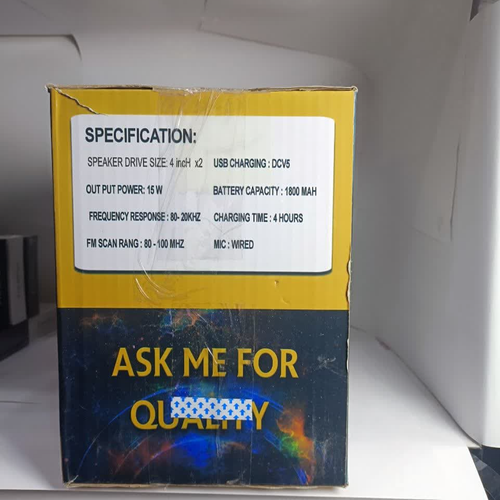 SPECIFICATION:
SPEAKER DRIVE SIZE: 4 incH x2 USB CHARGING : DCV5
OUT PUT POWER: 15 W BATTERY CAPACITY : 1800 MAH
FREQUENCY RESPONSE : 80- 20KHZ CHARGING TIME : 4 HOURS
FM SCAN RANG : 80 - 100 MHZ MIC : WIRED
ASK ME FOR
QUALITY